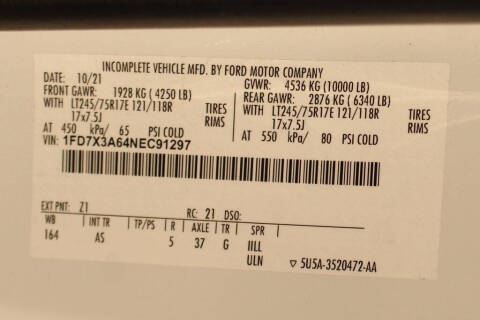 INCOMPLETE VEHICLE MFD. BY FORD MOTOR COMPANY
DATE: 10/21 GVWR: 4536 KG (10000 LB)
FRONT GAWR: 1928 KG (4250 LB) REAR GAWR: 2876 KG (6340 LB)
WITH LT245/75R17E 121/118R TIRES WITH LT245/75R17E 121/118R TIRES
17x7.5J RIMS 17x7.5J RIMS
AT 450 kPa/ 65 PSI COLD AT 550 kPa/ 80 PSI COLD
VIN: 1FD7X3A64NEC91297
EXT PNT: Z1 RC: 21 DSO:
WB INT TR TP/PS R AXLE TR SPR
164 AS 5 37 G IILL
ULN ▽ 5U5A-3520472-AA